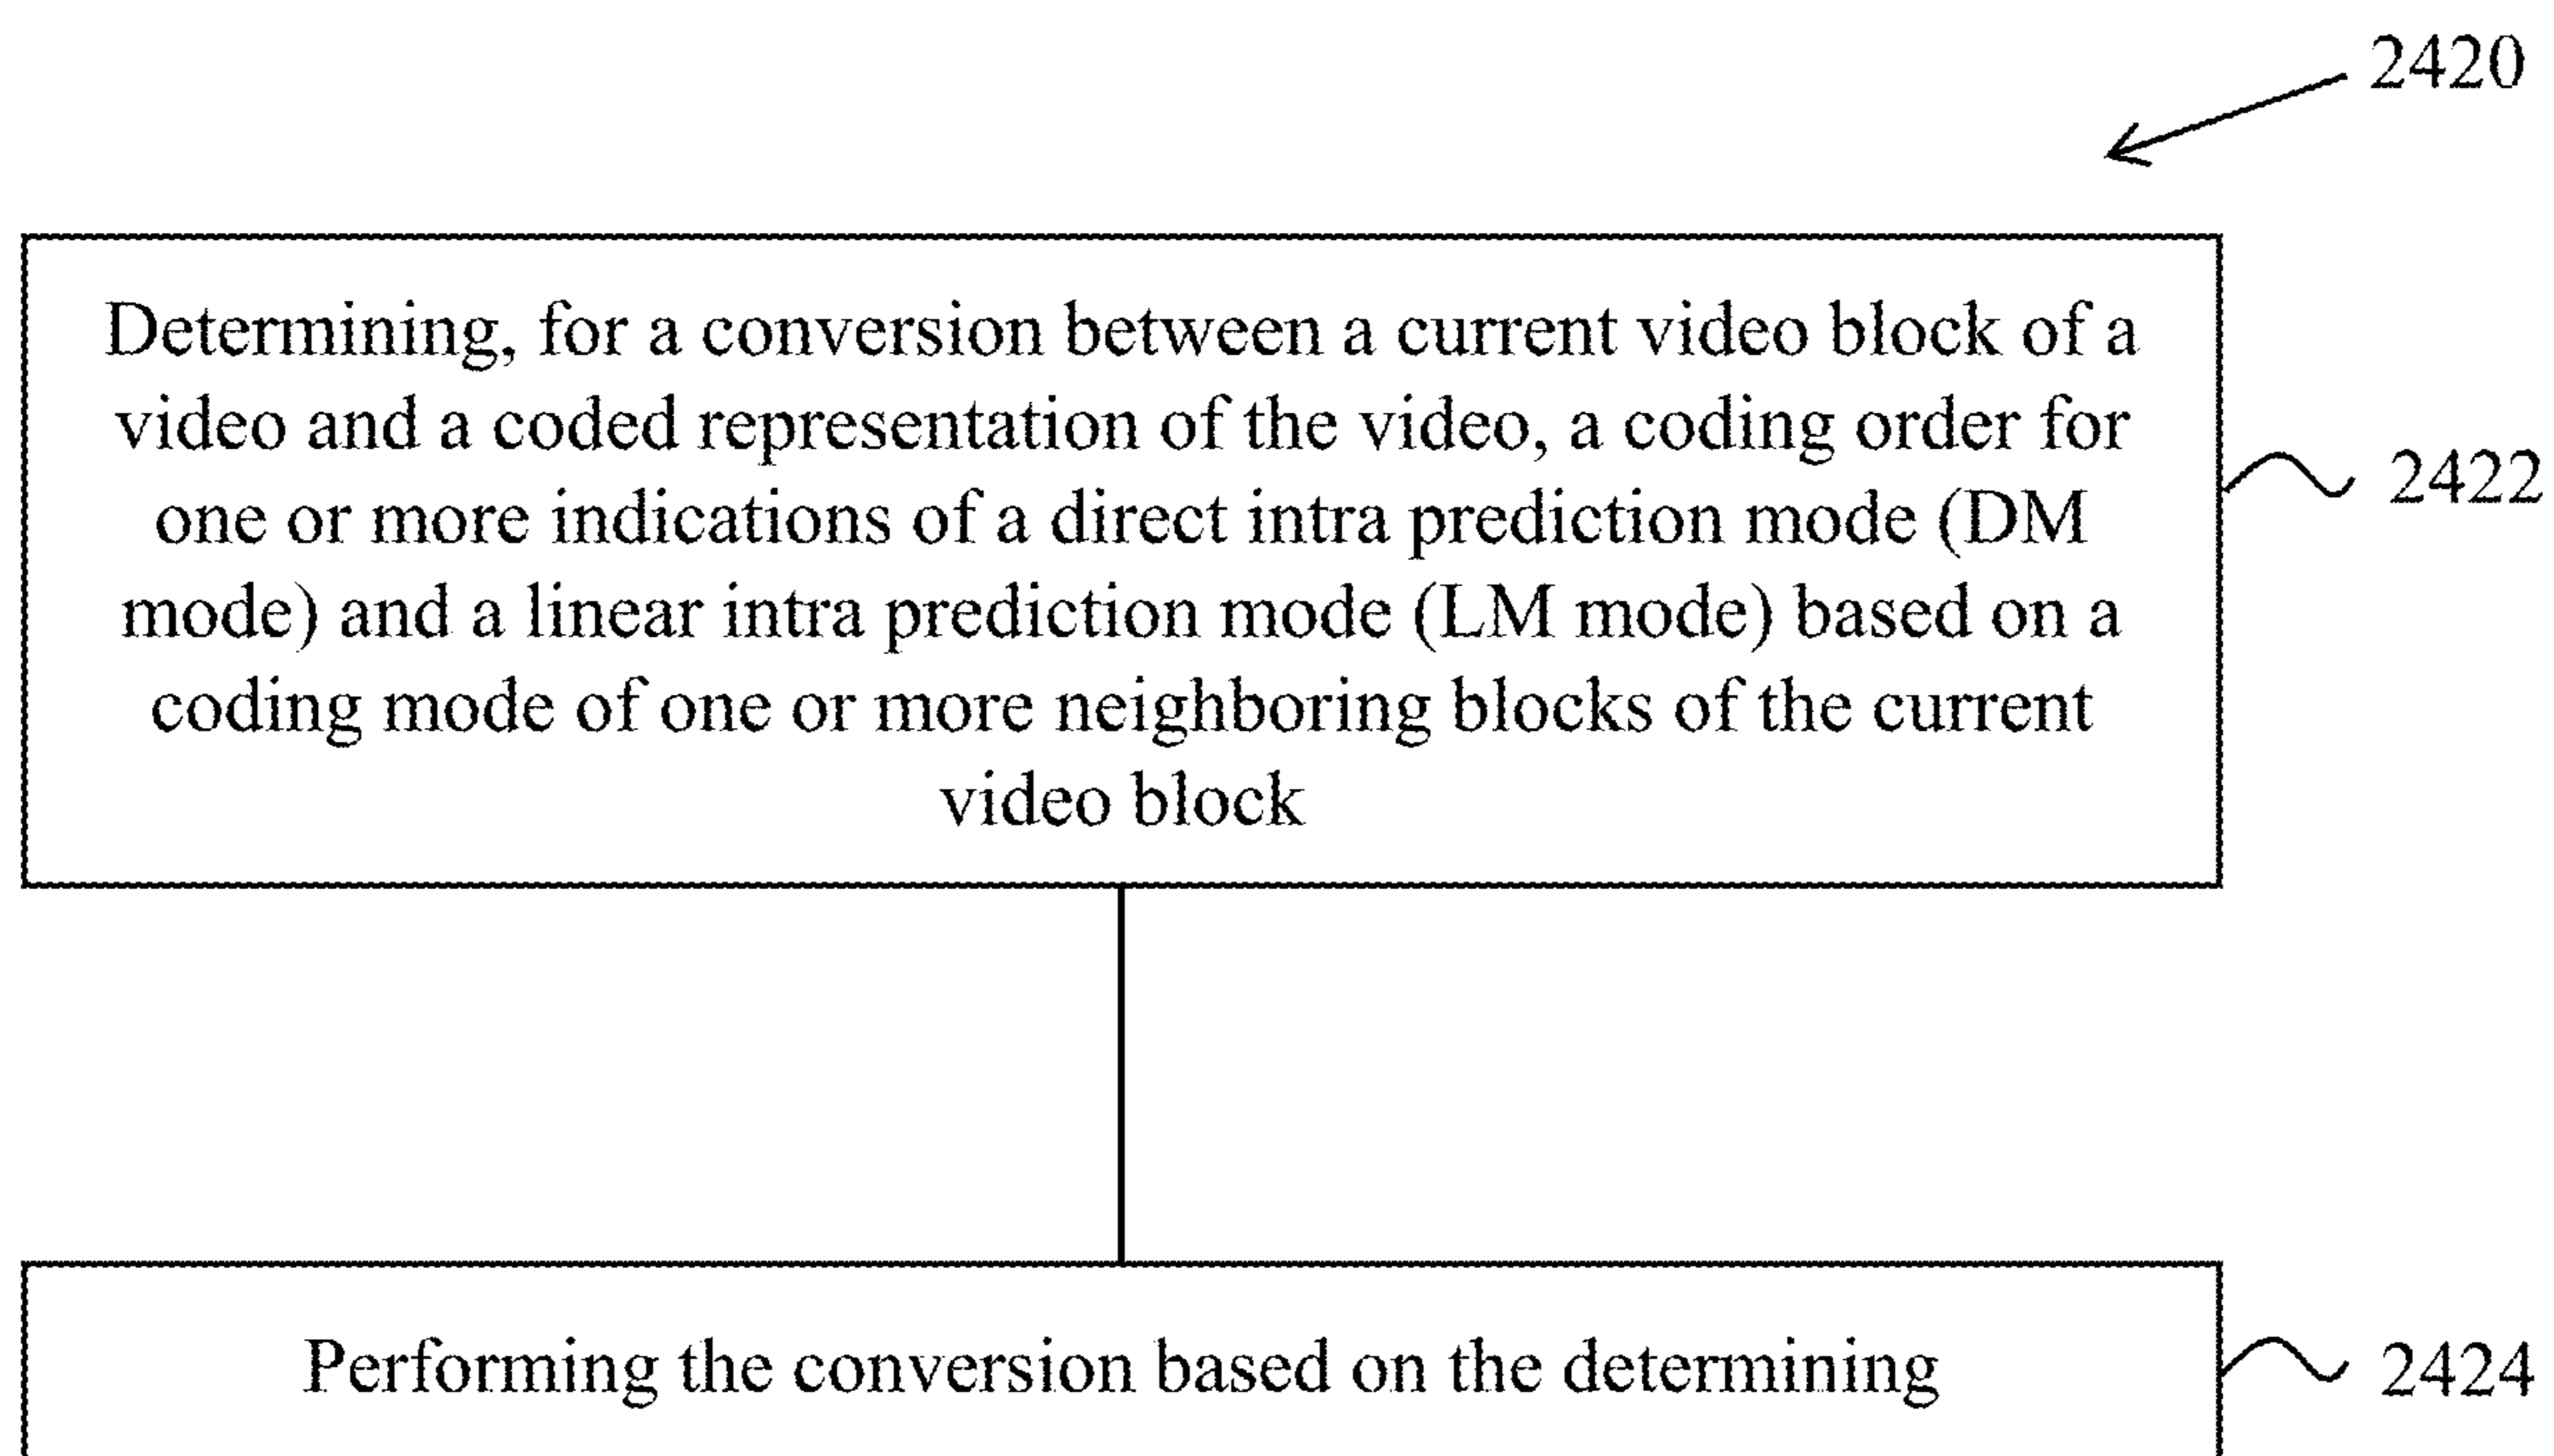 2420
Determining, for a conversion between a current video block of a
video and a coded representation of the video, a coding order for
one or more indications of a direct intra prediction mode (DM
mode) and a linear intra prediction mode (LM mode) based on a
coding mode of one or more neighboring blocks of the current
video block
2422
Performing the conversion based on the determining
2424